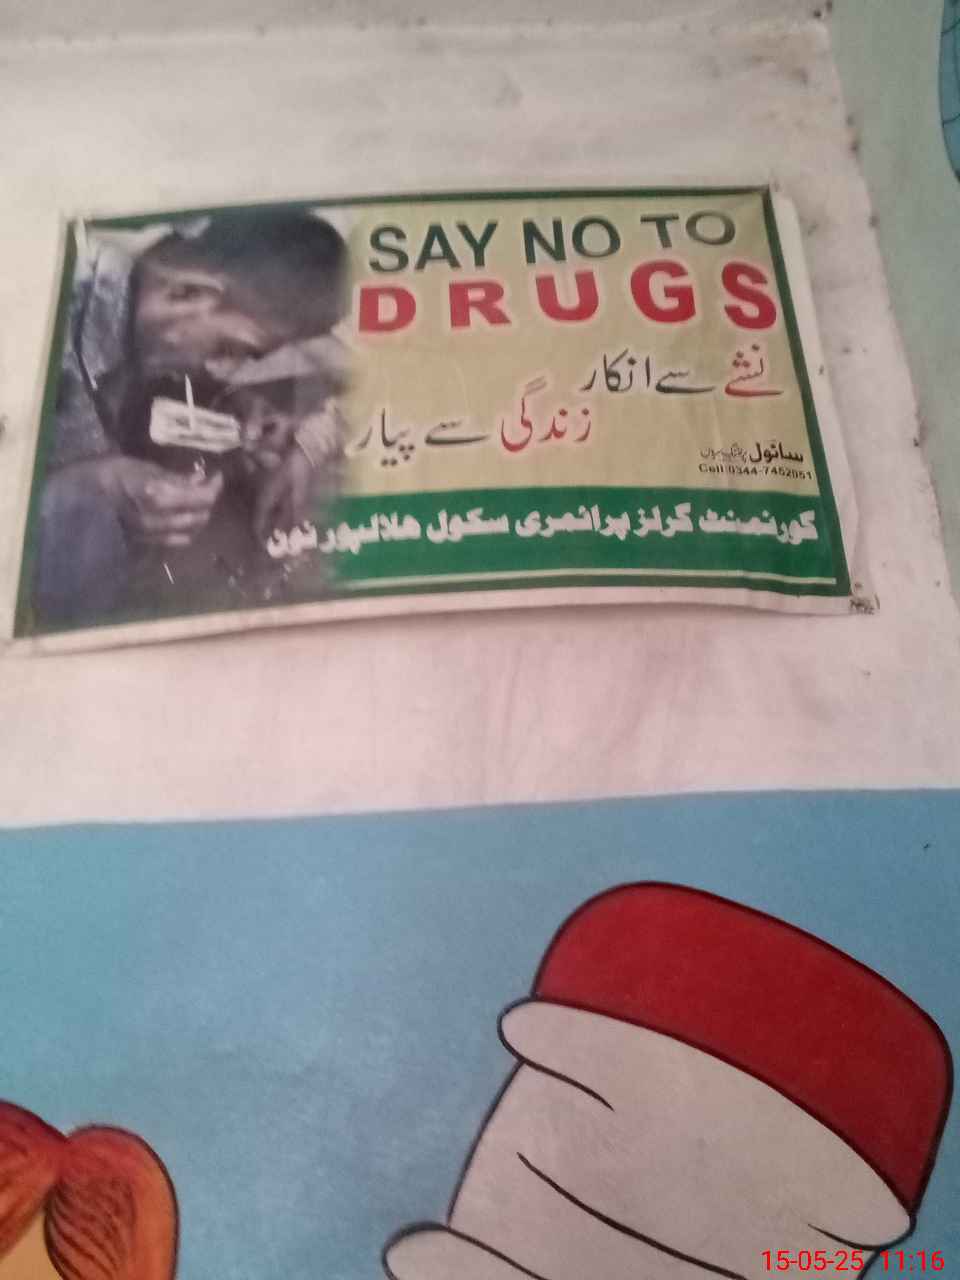 SAY NO TO
DRUGS
نشے سے انکار
زندگی سے پیار
سانول
Cell:0344-7452051
گورنمنٹ گرلز پرائمری سکول ھلالپور نون
15-05-25 11:16